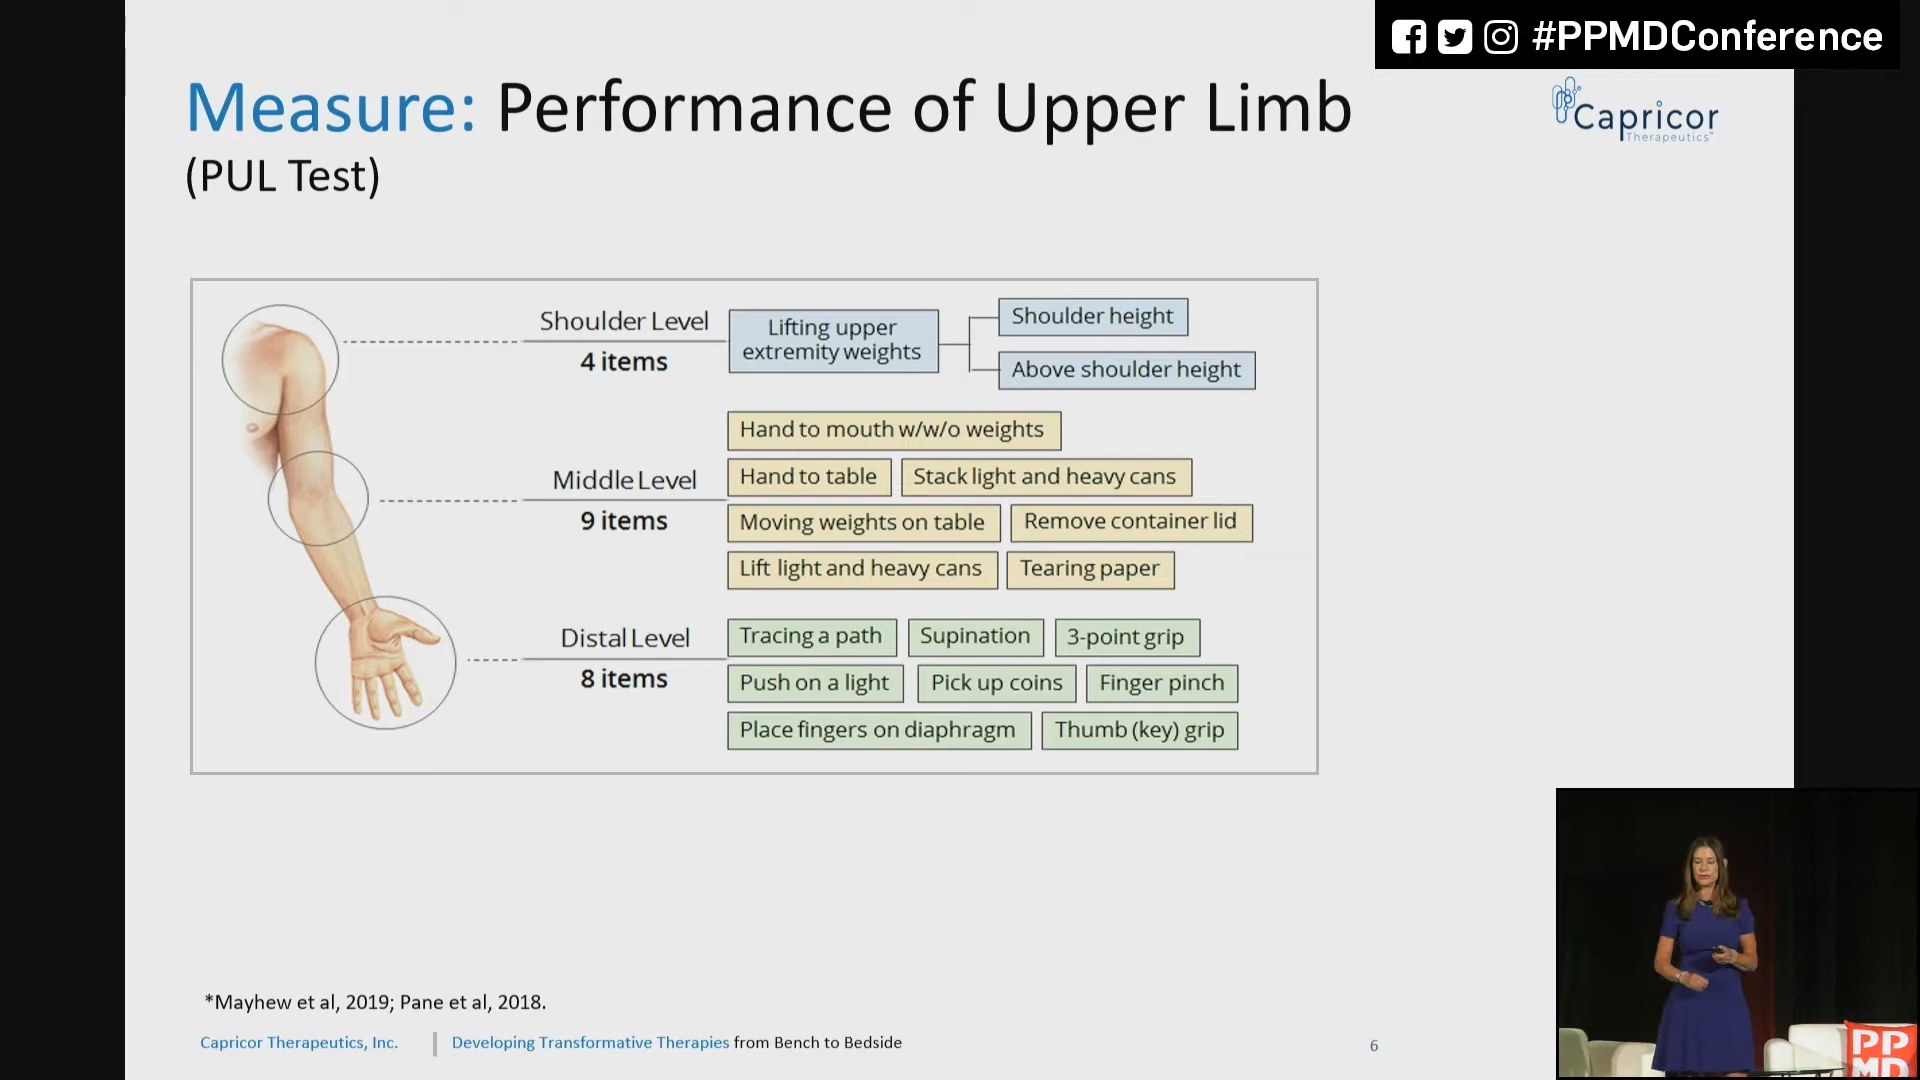 #PPMDConference
Measure: Performance of Upper Limb
(PUL Test)
Capricor
Therapeutics™
Shoulder Level
4 items
Lifting upper
extremity weights
Shoulder height
Above shoulder height
Middle Level
9 items
Hand to mouth w/w/o weights
Hand to table
Stack light and heavy cans
Moving weights on table
Remove container lid
Lift light and heavy cans
Tearing paper
Distal Level
8 items
Tracing a path
Supination
3-point grip
Push on a light
Pick up coins
Finger pinch
Place fingers on diaphragm
Thumb (key) grip
*Mayhew et al, 2019; Pane et al, 2018.
Capricor Therapeutics, Inc. | Developing Transformative Therapies from Bench to Bedside
6
PP
MD